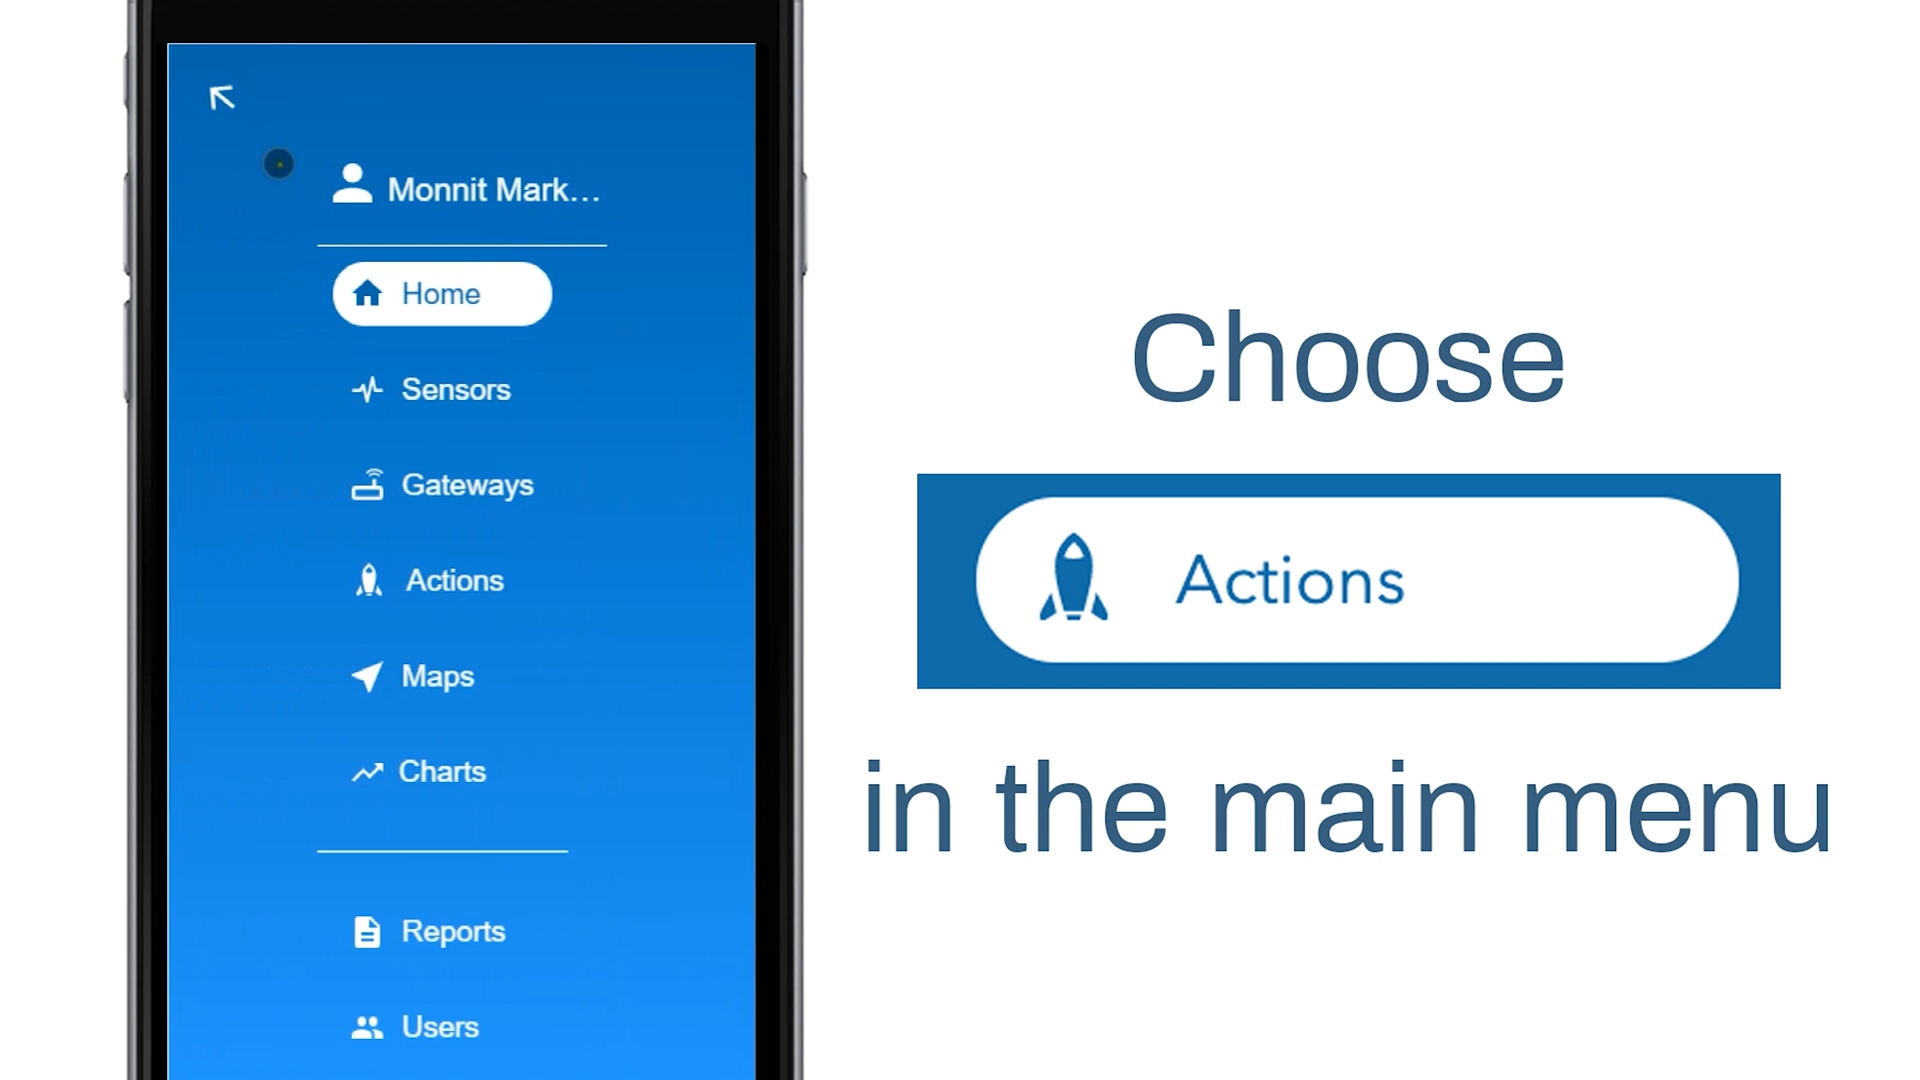 Monnit Mark...
Home
Sensors
Gateways
Actions
Maps
Charts
Reports
Users
Choose
Actions
in the main menu